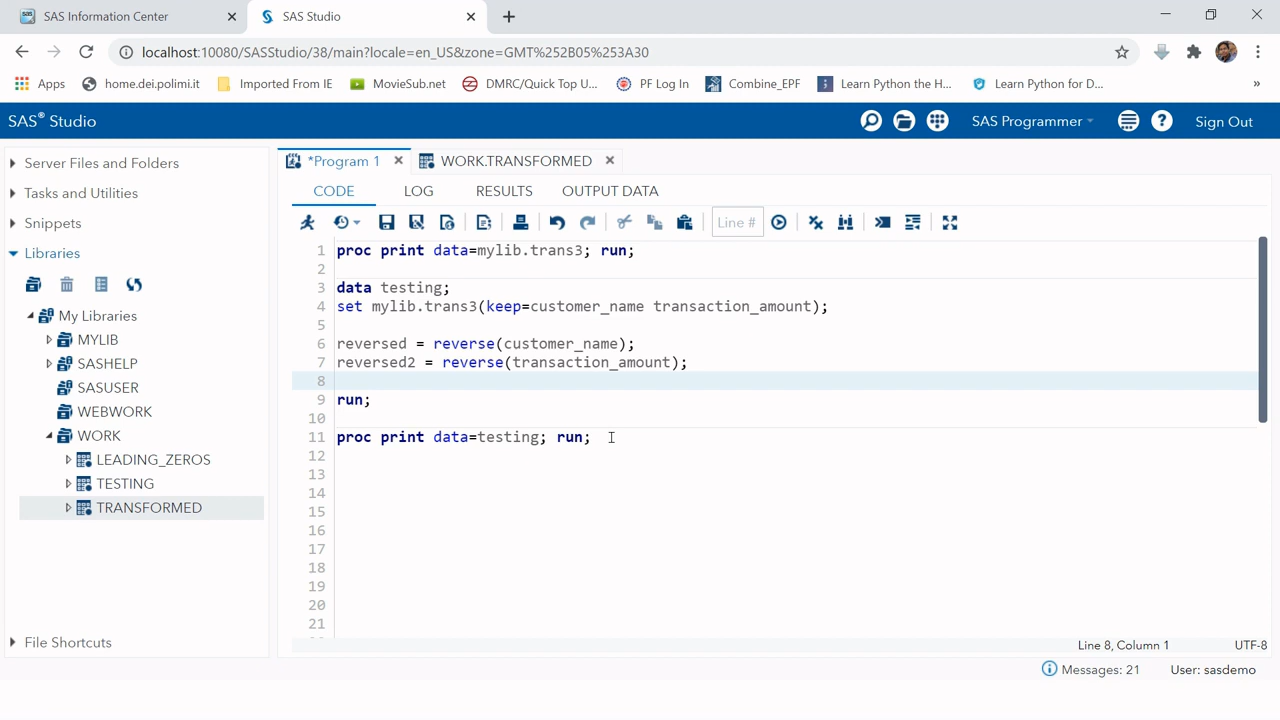 SAS Information Center
SAS Studio
localhost:10080/SASStudio/38/main?locale=en_US&zone=GMT%252B05%253A30
Apps
home.dei.polimi.it
Imported From IE
MovieSub.net
DMRC/Quick Top U...
PF Log In
Combine_EPF
Learn Python the H...
Learn Python for D...
»
SAS® Studio
SAS Programmer
Sign Out
Server Files and Folders
Tasks and Utilities
Snippets
Libraries
My Libraries
MYLIB
SASHELP
SASUSER
WEBWORK
WORK
LEADING_ZEROS
TESTING
TRANSFORMED
File Shortcuts
*Program 1
WORK.TRANSFORMED
CODE LOG RESULTS OUTPUT DATA
Line #
1 proc print data=mylib.trans3; run;
2
3 data testing;
4 set mylib.trans3(keep=customer_name transaction_amount);
5
6 reversed = reverse(customer_name);
7 reversed2 = reverse(transaction_amount);
8
9 run;
10
11 proc print data=testing; run;
12
13
14
15
16
17
18
19
20
21
Line 8, Column 1 UTF-8
Messages: 21 User: sasdemo